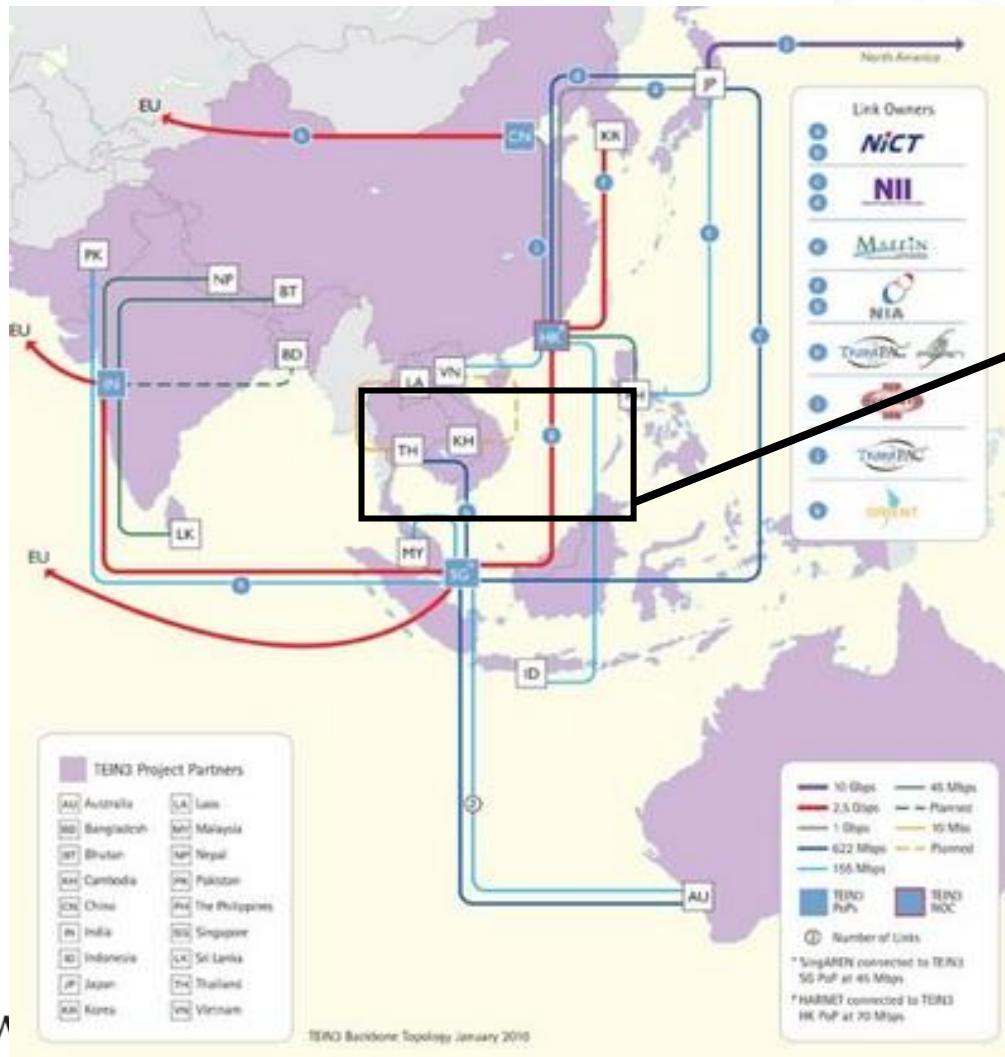 North America
JP
EU
CN
KR
Link Owners
NiCT
NII
PK
NP
BT
NIA
HK
EU
BD
VN
IN
LA
TransPAC
KH
TH
TransPAC
ORIENT
LK
MY
EU
SG
ID
TEIN3 Project Partners
AU Australia
LA Laos
BD Bangladesh
MY Malaysia
BT Bhutan
NP Nepal
KH Cambodia
PK Pakistan
CN China
PH The Philippines
IN India
SG Singapore
ID Indonesia
LK Sri Lanka
JP Japan
TH Thailand
KR Korea
VN Vietnam
2
AU
10 Gbps
45 Mbps
2.5 Gbps
Planned
1 Gbps
622 Mbps
Planned
155 Mbps
TEIN3 PoPs
TEIN3 NOC
Number of Links
* SingAREN connected to TEIN3
SG PoP at 45 Mbps
HARNET connected to TEIN3
HK PoP at 70 Mbps
TEIN3 Backbone Topology January 2010